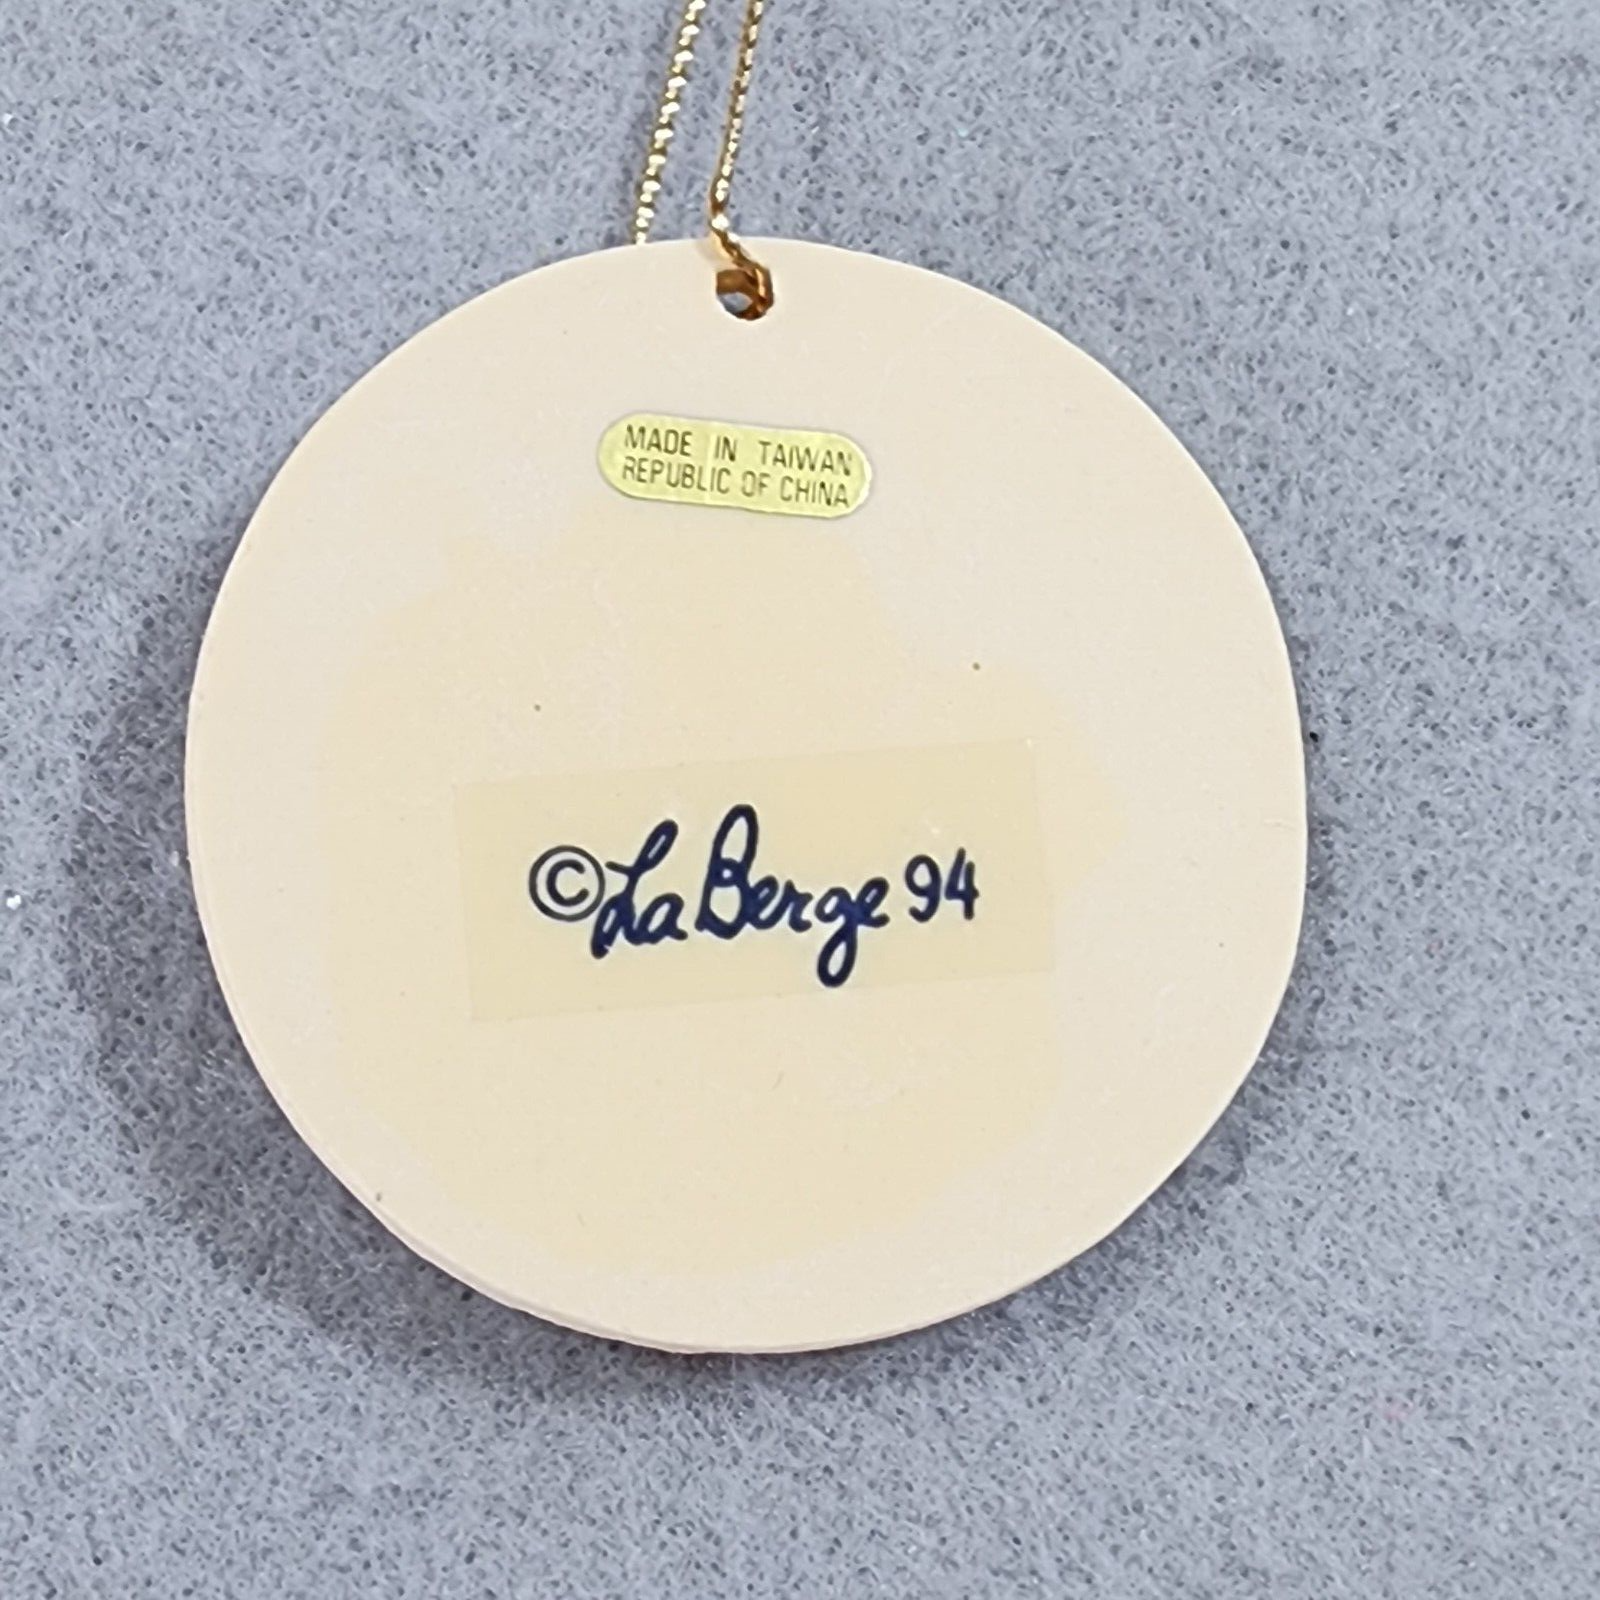 MADE IN TAIWAN
REPUBLIC OF CHINA
©La Berge 94